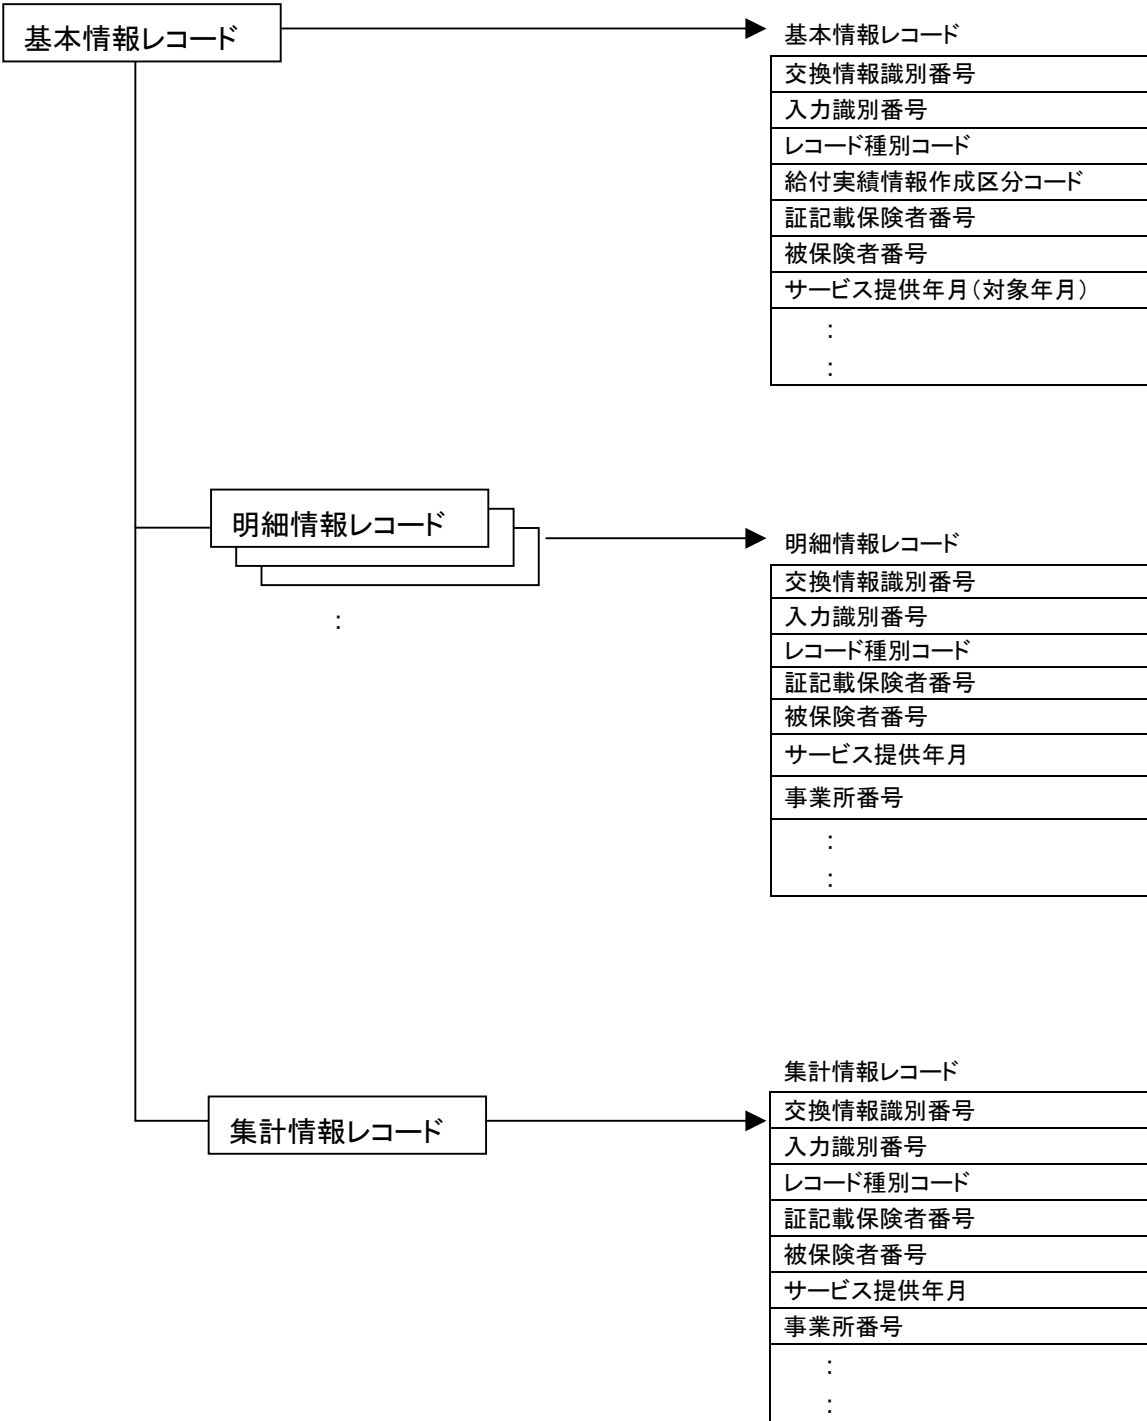 基本情報レコード
基本情報レコード
交換情報識別番号
入力識別番号
レコード種別コード
給付実績情報作成区分コード
証記載保険者番号
被保険者番号
サービス提供年月(対象年月)
:
:
明細情報レコード
:
明細情報レコード
交換情報識別番号
入力識別番号
レコード種別コード
証記載保険者番号
被保険者番号
サービス提供年月
事業所番号
:
:
集計情報レコード
集計情報レコード
交換情報識別番号
入力識別番号
レコード種別コード
証記載保険者番号
被保険者番号
サービス提供年月
事業所番号
:
: